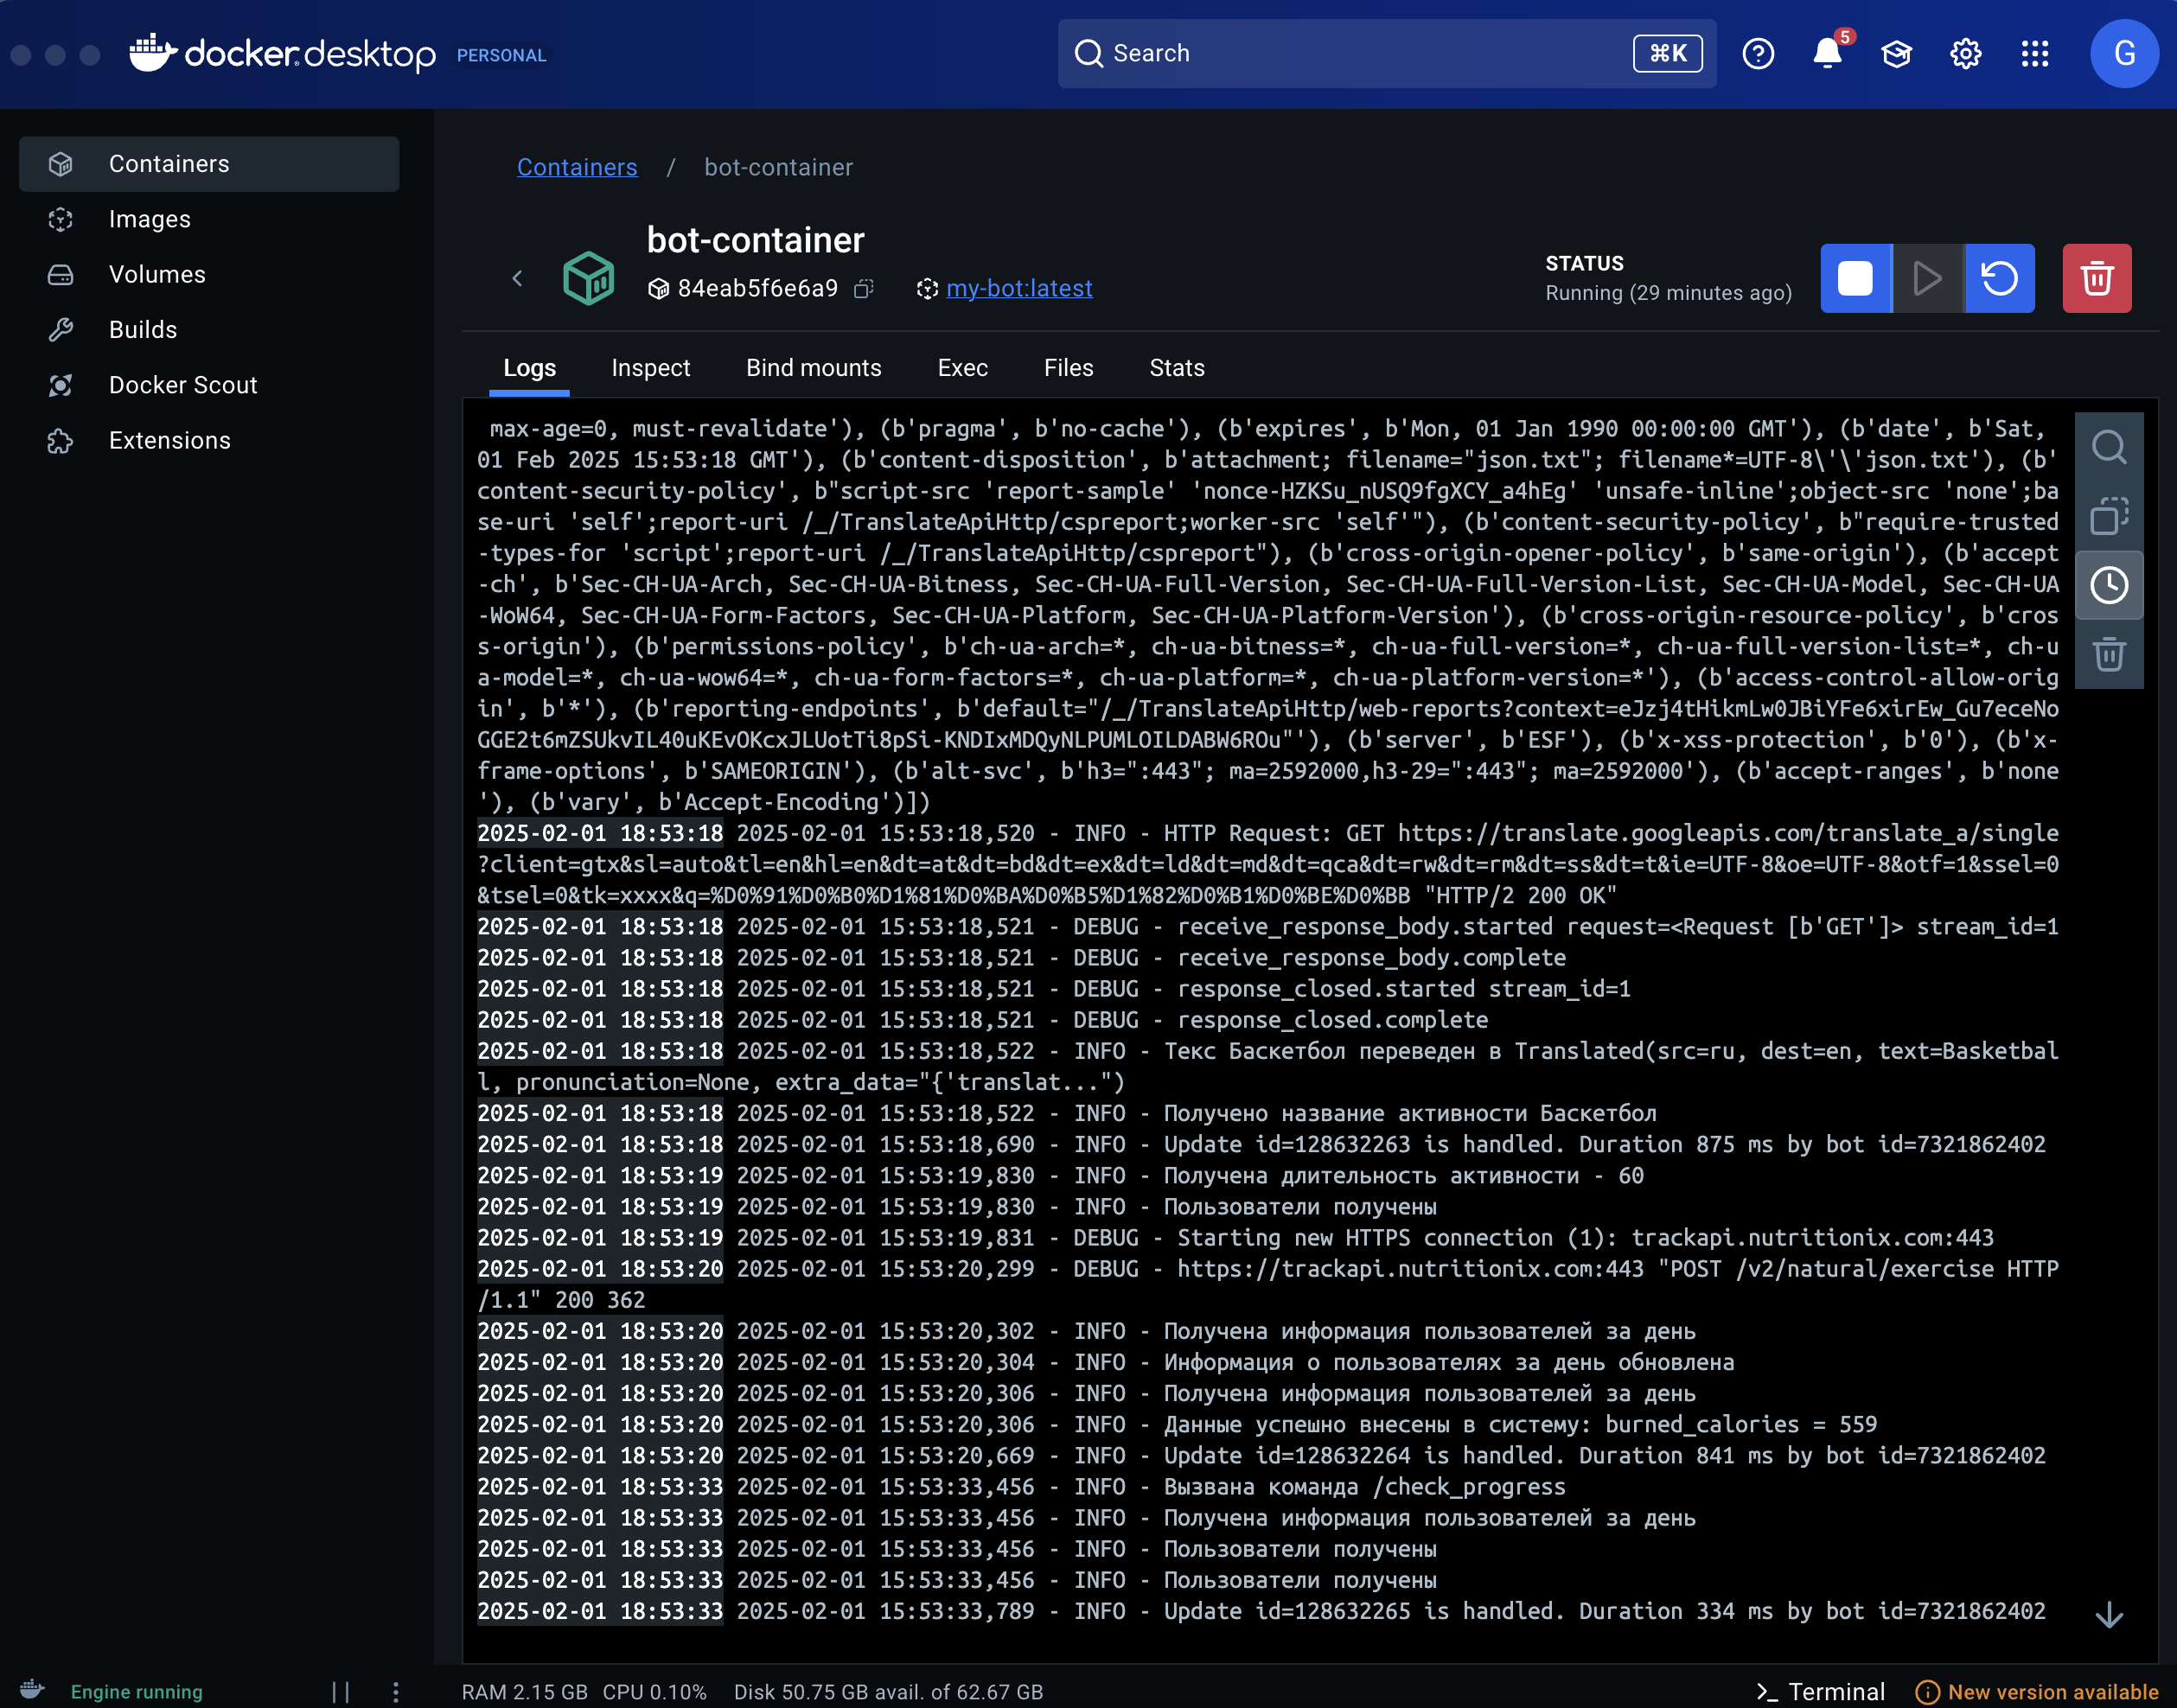 docker.desktop PERSONAL
Search ⌘K
5
G
Containers
Images
Volumes
Builds
Docker Scout
Extensions
Containers / bot-container
bot-container
84eab5f6e6a9 my-bot:latest
STATUS
Running (29 minutes ago)
Logs Inspect Bind mounts Exec Files Stats
max-age=0, must-revalidate'), (b'pragma', b'no-cache'), (b'expires', b'Mon, 01 Jan 1990 00:00:00 GMT'), (b'date', b'Sat,
01 Feb 2025 15:53:18 GMT'), (b'content-disposition', b'attachment; filename="json.txt"; filename*=UTF-8\'\'json.txt'), (b'
content-security-policy', b"script-src 'report-sample' 'nonce-HZKSu_nUSQ9fgXCY_a4hEg' 'unsafe-inline';object-src 'none';ba
se-uri 'self';report-uri /_/TranslateApiHttp/cspreport;worker-src 'self'"), (b'content-security-policy', b"require-trusted
-types-for 'script';report-uri /_/TranslateApiHttp/cspreport"), (b'cross-origin-opener-policy', b'same-origin'), (b'accept
-ch', b'Sec-CH-UA-Arch, Sec-CH-UA-Bitness, Sec-CH-UA-Full-Version, Sec-CH-UA-Full-Version-List, Sec-CH-UA-Model, Sec-CH-UA
-WoW64, Sec-CH-UA-Form-Factors, Sec-CH-UA-Platform, Sec-CH-UA-Platform-Version'), (b'cross-origin-resource-policy', b'cros
s-origin'), (b'permissions-policy', b'ch-ua-arch=*, ch-ua-bitness=*, ch-ua-full-version=*, ch-ua-full-version-list=*, ch-u
a-model=*, ch-ua-wow64=*, ch-ua-form-factors=*, ch-ua-platform=*, ch-ua-platform-version=*'), (b'access-control-allow-orig
in', b'*'), (b'reporting-endpoints', b'default="/_/TranslateApiHttp/web-reports?context=eJzj4tHikmLw0JBiYFe6xirEw_Gu7eceNo
GGE2t6mZSUkvIL40uKEvOKcxJLUotTi8pSi-KNDIxMDQyNLPUMLOILDABW6ROu"'), (b'server', b'ESF'), (b'x-xss-protection', b'0'), (b'x-
frame-options', b'SAMEORIGIN'), (b'alt-svc', b'h3=":443"; ma=2592000,h3-29=":443"; ma=2592000'), (b'accept-ranges', b'none
'), (b'vary', b'Accept-Encoding')])
2025-02-01 18:53:18 2025-02-01 15:53:18,520 - INFO - HTTP Request: GET https://translate.googleapis.com/translate_a/single
?client=gtx&sl=auto&tl=en&hl=en&dt=at&dt=bd&dt=ex&dt=ld&dt=md&dt=qca&dt=rw&dt=rm&dt=ss&dt=t&ie=UTF-8&oe=UTF-8&otf=1&ssel=0
&tsel=0&tk=xxxx&q=%D0%91%D0%B0%D1%81%D0%BA%D0%B5%D1%82%D0%B1%D0%BE%D0%BB "HTTP/2 200 OK"
2025-02-01 18:53:18 2025-02-01 15:53:18,521 - DEBUG - receive_response_body.started request=<Request [b'GET']> stream_id=1
2025-02-01 18:53:18 2025-02-01 15:53:18,521 - DEBUG - receive_response_body.complete
2025-02-01 18:53:18 2025-02-01 15:53:18,521 - DEBUG - response_closed.started stream_id=1
2025-02-01 18:53:18 2025-02-01 15:53:18,521 - DEBUG - response_closed.complete
2025-02-01 18:53:18 2025-02-01 15:53:18,522 - INFO - Текс Баскетбол переведен в Translated(src=ru, dest=en, text=Basketbal
l, pronunciation=None, extra_data="{'translat...")
2025-02-01 18:53:18 2025-02-01 15:53:18,522 - INFO - Получено название активности Баскетбол
2025-02-01 18:53:18 2025-02-01 15:53:18,690 - INFO - Update id=128632263 is handled. Duration 875 ms by bot id=7321862402
2025-02-01 18:53:19 2025-02-01 15:53:19,830 - INFO - Получена длительность активности - 60
2025-02-01 18:53:19 2025-02-01 15:53:19,830 - INFO - Пользователи получены
2025-02-01 18:53:19 2025-02-01 15:53:19,831 - DEBUG - Starting new HTTPS connection (1): trackapi.nutritionix.com:443
2025-02-01 18:53:20 2025-02-01 15:53:20,299 - DEBUG - https://trackapi.nutritionix.com:443 "POST /v2/natural/exercise HTTP
/1.1" 200 362
2025-02-01 18:53:20 2025-02-01 15:53:20,302 - INFO - Получена информация пользователей за день
2025-02-01 18:53:20 2025-02-01 15:53:20,304 - INFO - Информация о пользователях за день обновлена
2025-02-01 18:53:20 2025-02-01 15:53:20,306 - INFO - Получена информация пользователей за день
2025-02-01 18:53:20 2025-02-01 15:53:20,306 - INFO - Данные успешно внесены в систему: burned_calories = 559
2025-02-01 18:53:20 2025-02-01 15:53:20,669 - INFO - Update id=128632264 is handled. Duration 841 ms by bot id=7321862402
2025-02-01 18:53:33 2025-02-01 15:53:33,456 - INFO - Вызвана команда /check_progress
2025-02-01 18:53:33 2025-02-01 15:53:33,456 - INFO - Получена информация пользователей за день
2025-02-01 18:53:33 2025-02-01 15:53:33,456 - INFO - Пользователи получены
2025-02-01 18:53:33 2025-02-01 15:53:33,456 - INFO - Пользователи получены
2025-02-01 18:53:33 2025-02-01 15:53:33,789 - INFO - Update id=128632265 is handled. Duration 334 ms by bot id=7321862402
Engine running RAM 2.15 GB CPU 0.10% Disk 50.75 GB avail. of 62.67 GB Terminal New version available